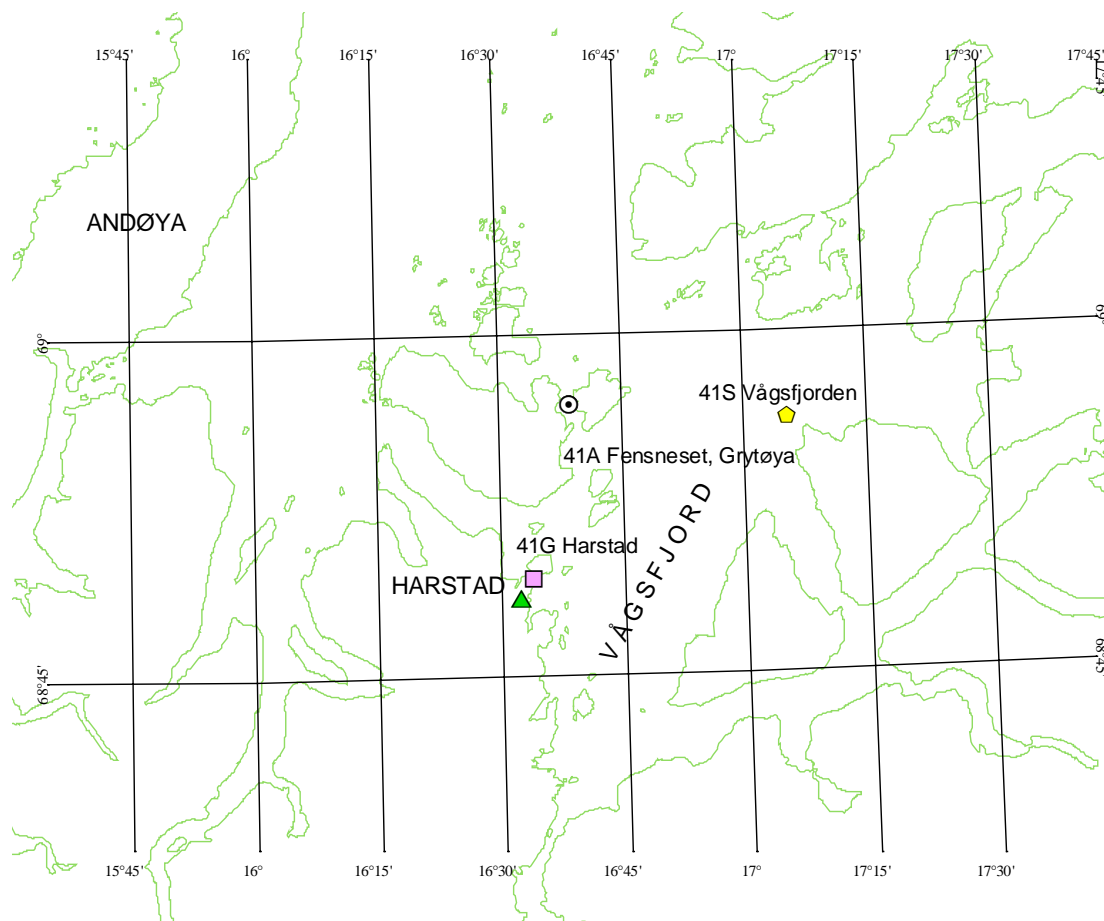 15°45' 16° 16°15' 16°30' 16°45' 17° 17°15' 17°30' 17°45'
17°45'
ANDØYA
69° 69°
41S Vågsfjorden
41A Fensneset, Grytøya
VÅGSFJORD
41G Harstad
HARSTAD
68°45' 68°45'
15°45' 16° 16°15' 16°30' 16°45' 17° 17°15' 17°30'